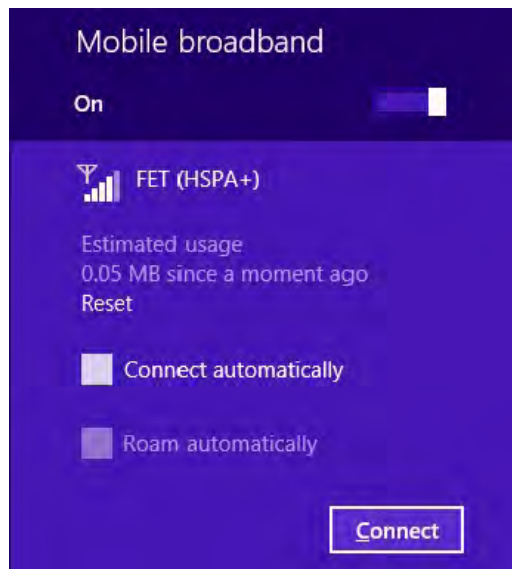 Mobile broadband
On
FET (HSPA+)
Estimated usage
0.05 MB since a moment ago
Reset
Connect automatically
Roam automatically
Connect